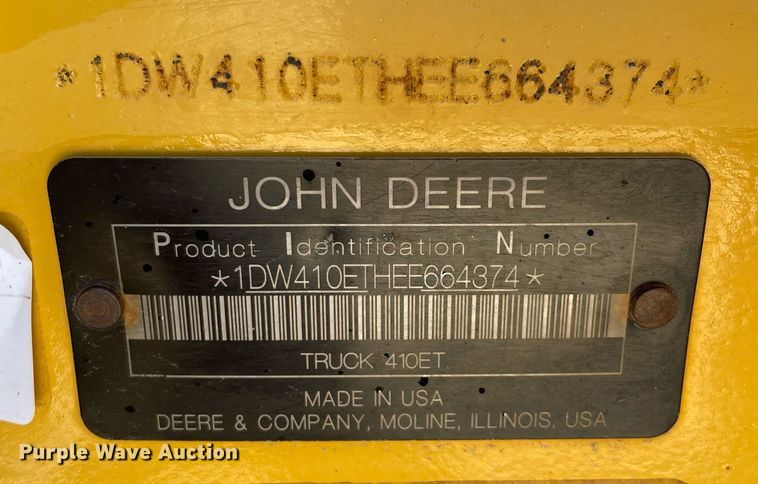 *1DW410ETHEE664374*
JOHN DEERE
Product Identification Number
*1DW410ETHEE664374*
TRUCK 410ET
MADE IN USA
DEERE & COMPANY, MOLINE, ILLINOIS, USA
Purple Wave Auction